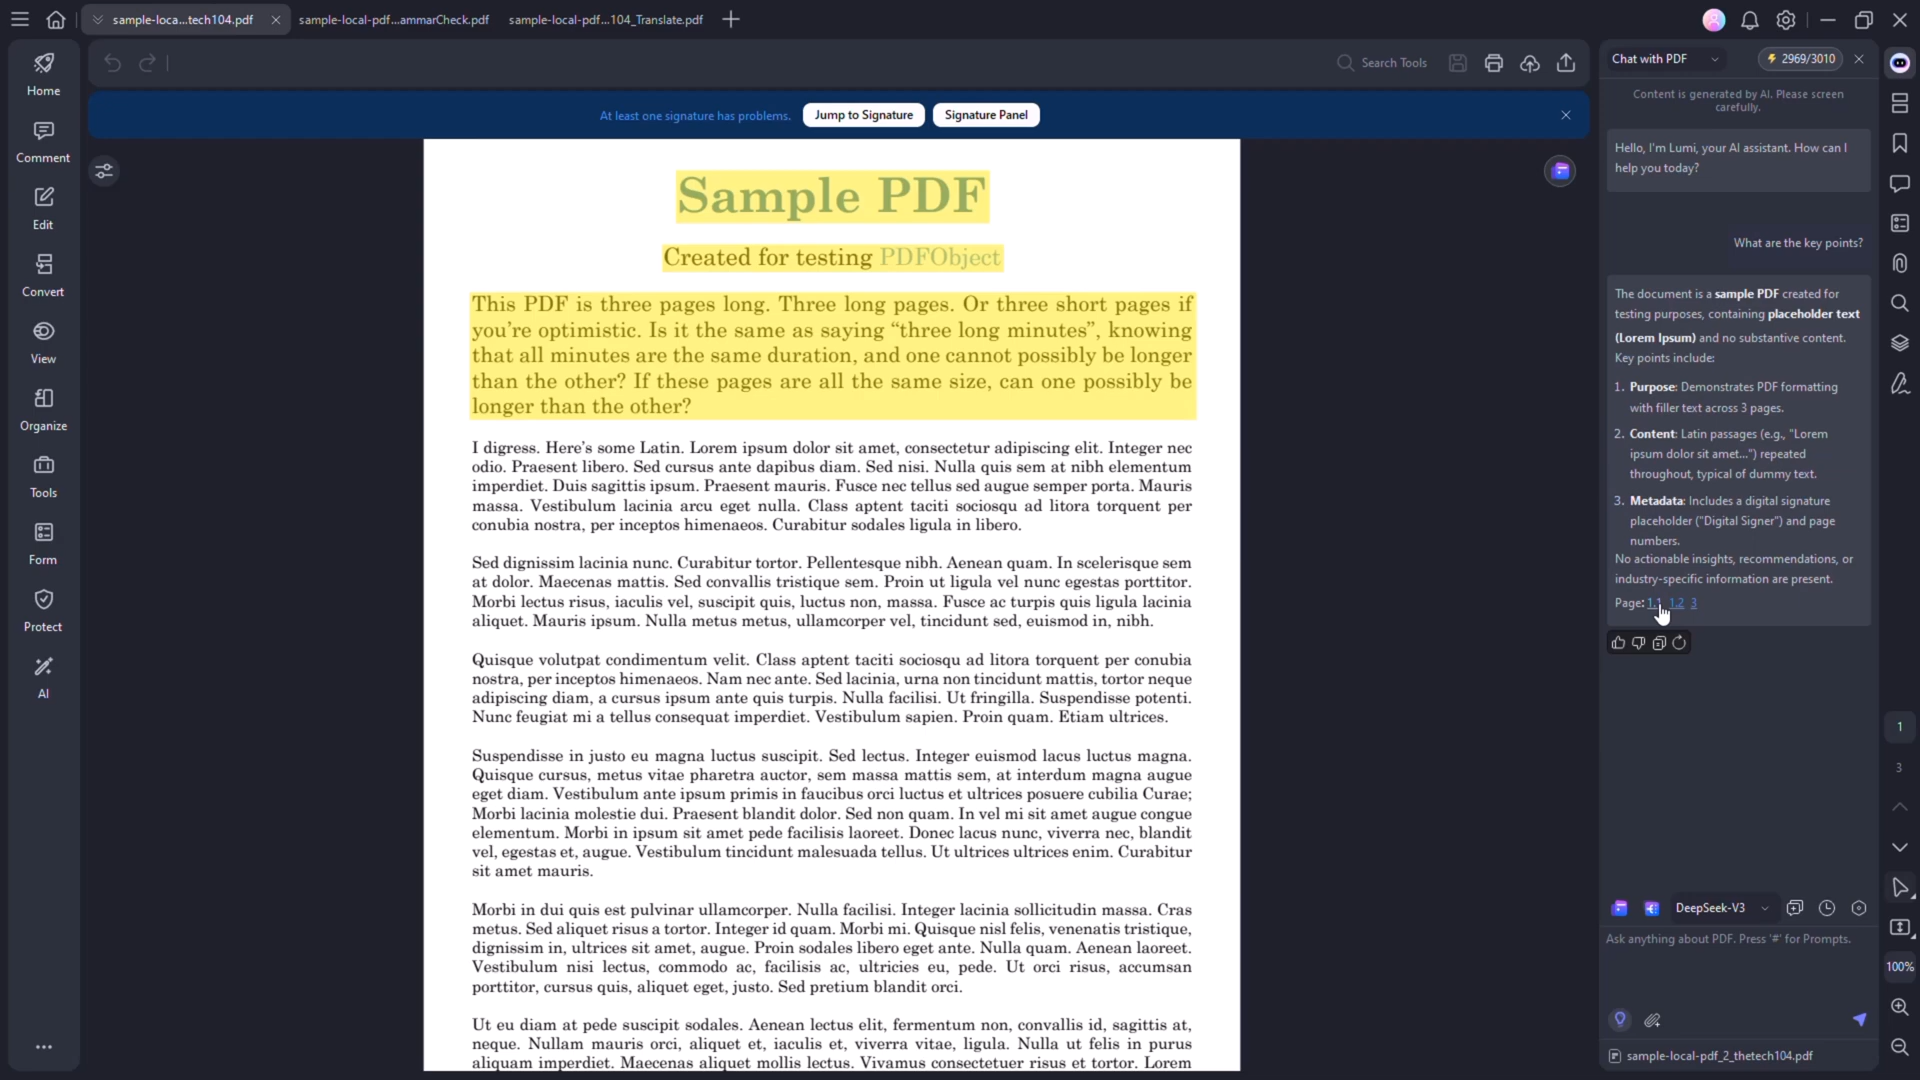 sample-loca...tech104.pdf
sample-local-pdf...ammarCheck.pdf
sample-local-pdf...104_Translate.pdf
Home
Comment
Edit
Convert
View
Organize
Tools
Form
Protect
AI
Search Tools
At least one signature has problems.
Jump to Signature
Signature Panel
Sample PDF
Created for testing PDFObject
This PDF is three pages long. Three long pages. Or three short pages if
you're optimistic. Is it the same as saying “three long minutes”, knowing
that all minutes are the same duration, and one cannot possibly be longer
than the other? If these pages are all the same size, can one possibly be
longer than the other?
I digress. Here's some Latin. Lorem ipsum dolor sit amet, consectetur adipiscing elit. Integer nec
odio. Praesent libero. Sed cursus ante dapibus diam. Sed nisi. Nulla quis sem at nibh elementum
imperdiet. Duis sagittis ipsum. Praesent mauris. Fusce nec tellus sed augue semper porta. Mauris
massa. Vestibulum lacinia arcu eget nulla. Class aptent taciti sociosqu ad litora torquent per
conubia nostra, per inceptos himenaeos. Curabitur sodales ligula in libero.
Sed dignissim lacinia nunc. Curabitur tortor. Pellentesque nibh. Aenean quam. In scelerisque sem
at dolor. Maecenas mattis. Sed convallis tristique sem. Proin ut ligula vel nunc egestas porttitor.
Morbi lectus risus, iaculis vel, suscipit quis, luctus non, massa. Fusce ac turpis quis ligula lacinia
aliquet. Mauris ipsum. Nulla metus metus, ullamcorper vel, tincidunt sed, euismod in, nibh.
Quisque volutpat condimentum velit. Class aptent taciti sociosqu ad litora torquent per conubia
nostra, per inceptos himenaeos. Nam nec ante. Sed lacinia, urna non tincidunt mattis, tortor neque
adipiscing diam, a cursus ipsum ante quis turpis. Nulla facilisi. Ut fringilla. Suspendisse potenti.
Nunc feugiat mi a tellus consequat imperdiet. Vestibulum sapien. Proin quam. Etiam ultrices.
Suspendisse in justo eu magna luctus suscipit. Sed lectus. Integer euismod lacus luctus magna.
Quisque cursus, metus vitae pharetra auctor, sem massa mattis sem, at interdum magna augue
eget diam. Vestibulum ante ipsum primis in faucibus orci luctus et ultrices posuere cubilia Curae;
Morbi lacinia molestie dui. Praesent blandit dolor. Sed non quam. In vel mi sit amet augue congue
elementum. Morbi in ipsum sit amet pede facilisis laoreet. Donec lacus nunc, viverra nec, blandit
vel, egestas et, augue. Vestibulum tincidunt malesuada tellus. Ut ultrices ultrices enim. Curabitur
sit amet mauris.
Morbi in dui quis est pulvinar ullamcorper. Nulla facilisi. Integer lacinia sollicitudin massa. Cras
metus. Sed aliquet risus a tortor. Integer id quam. Morbi mi. Quisque nisl felis, venenatis tristique,
dignissim in, ultrices sit amet, augue. Proin sodales libero eget ante. Nulla quam. Aenean laoreet.
Vestibulum nisi lectus, commodo ac, facilisis ac, ultricies eu, pede. Ut orci risus, accumsan
porttitor, cursus quis, aliquet eget, justo. Sed pretium blandit orci.
Ut eu diam at pede suscipit sodales. Aenean lectus elit, fermentum non, convallis id, sagittis at,
neque. Nullam mauris orci, aliquet et, iaculis et, viverra vitae, ligula. Nulla ut felis in purus
aliquam imperdiet. Maecenas aliquet mollis lectus. Vivamus consectetuer risus et tortor. Lorem
Chat with PDF
2969/3010
Content is generated by AI. Please screen
carefully.
Hello, I'm Lumi, your AI assistant. How can I
help you today?
What are the key points?
The document is a sample PDF created for
testing purposes, containing placeholder text
(Lorem Ipsum) and no substantive content.
Key points include:
1. Purpose: Demonstrates PDF formatting
with filler text across 3 pages.
2. Content: Latin passages (e.g., "Lorem
ipsum dolor sit amet...") repeated
throughout, typical of dummy text.
3. Metadata: Includes a digital signature
placeholder ("Digital Signer") and page
numbers.
No actionable insights, recommendations, or
industry-specific information are present.
Page: 1.1 1.2 3
DeepSeek-V3
Ask anything about PDF. Press '#' for Prompts.
sample-local-pdf_2_thetech104.pdf
1
3
100%